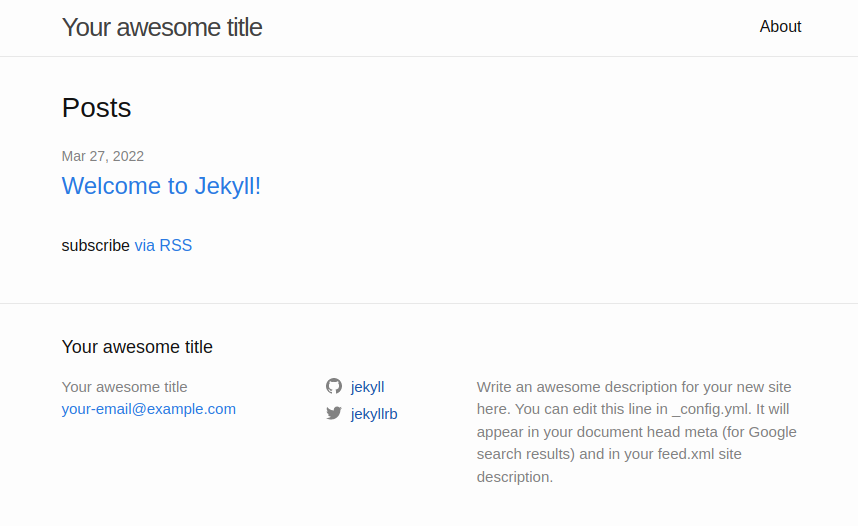 Your awesome title
About
Posts
Mar 27, 2022
Welcome to Jekyll!
subscribe via RSS
Your awesome title
Your awesome title
your-email@example.com
jekyll
jekyllrb
Write an awesome description for your new site
here. You can edit this line in _config.yml. It will
appear in your document head meta (for Google
search results) and in your feed.xml site
description.